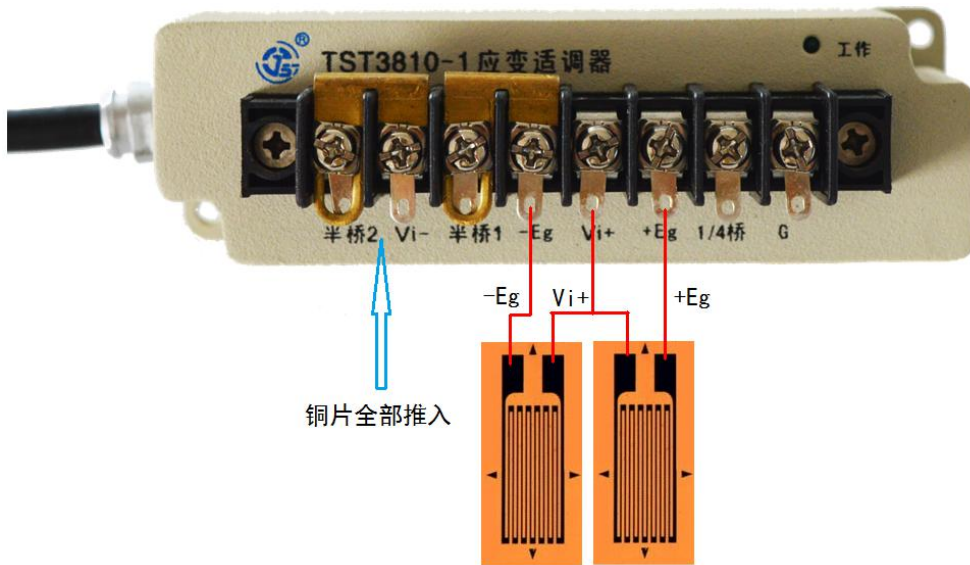 TST ®
TST3810-1应变适调器
工作
半桥2 Vi- 半桥1 -Eg Vi+ +Eg 1/4桥 G
-Eg Vi+ +Eg
铜片全部推入